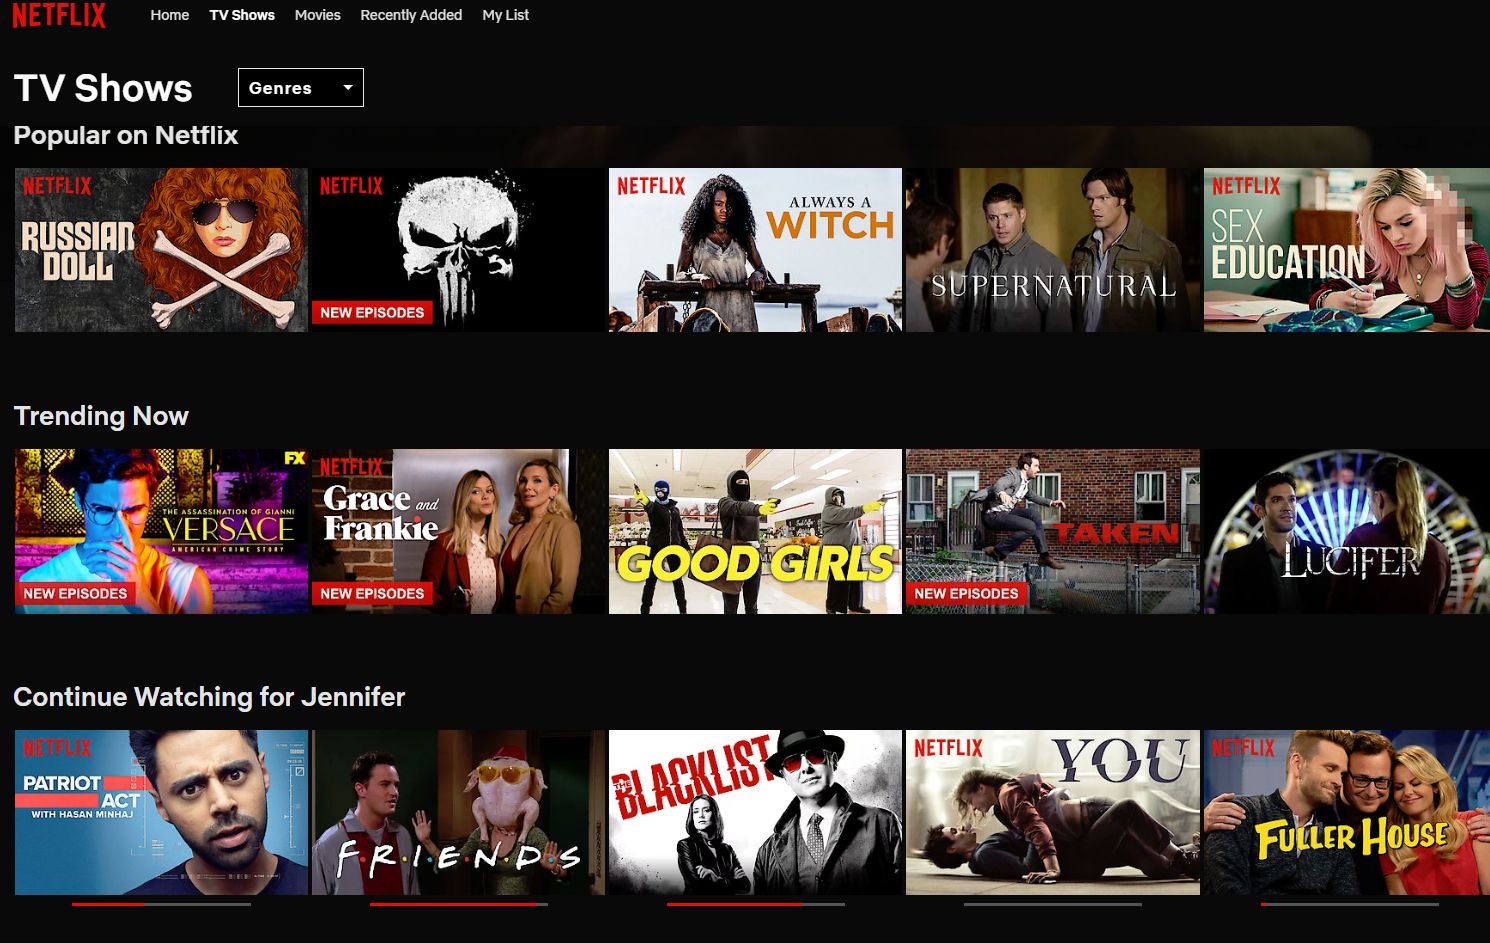 NETFLIX
Home TV Shows Movies Recently Added My List
TV Shows
Genres
Popular on Netflix
NETFLIX
RUSSIAN
DOLL
NETFLIX
NEW EPISODES
NETFLIX
ALWAYS A
WITCH
SUPERNATURAL
NETFLIX
SEX
EDUCATION
Trending Now
FX
THE ASSASSINATION OF GIANNI
VERSACE
AMERICAN CRIME STORY
NEW EPISODES
NETFLIX
Grace and
Frankie
NEW EPISODES
GOOD GIRLS
TAKEN
NEW EPISODES
LUCIFER
Continue Watching for Jennifer
NETFLIX
PATRIOT
ACT
WITH HASAN MINHAJ
F·R·I·E·N·D·S
THE
BLACKLIST
NETFLIX
YOU
NETFLIX
FULLER HOUSE